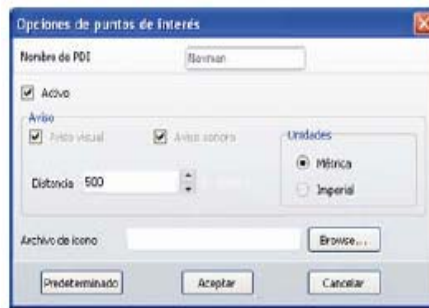 Opciones de puntos de interés
Nombre de PDI Navman
Activo
Aviso
Aviso visual Aviso sonoro Unidades
Métrica
Distancia 500
Imperial
Archivo de icono Browse...
Predeterminado Aceptar Cancelar